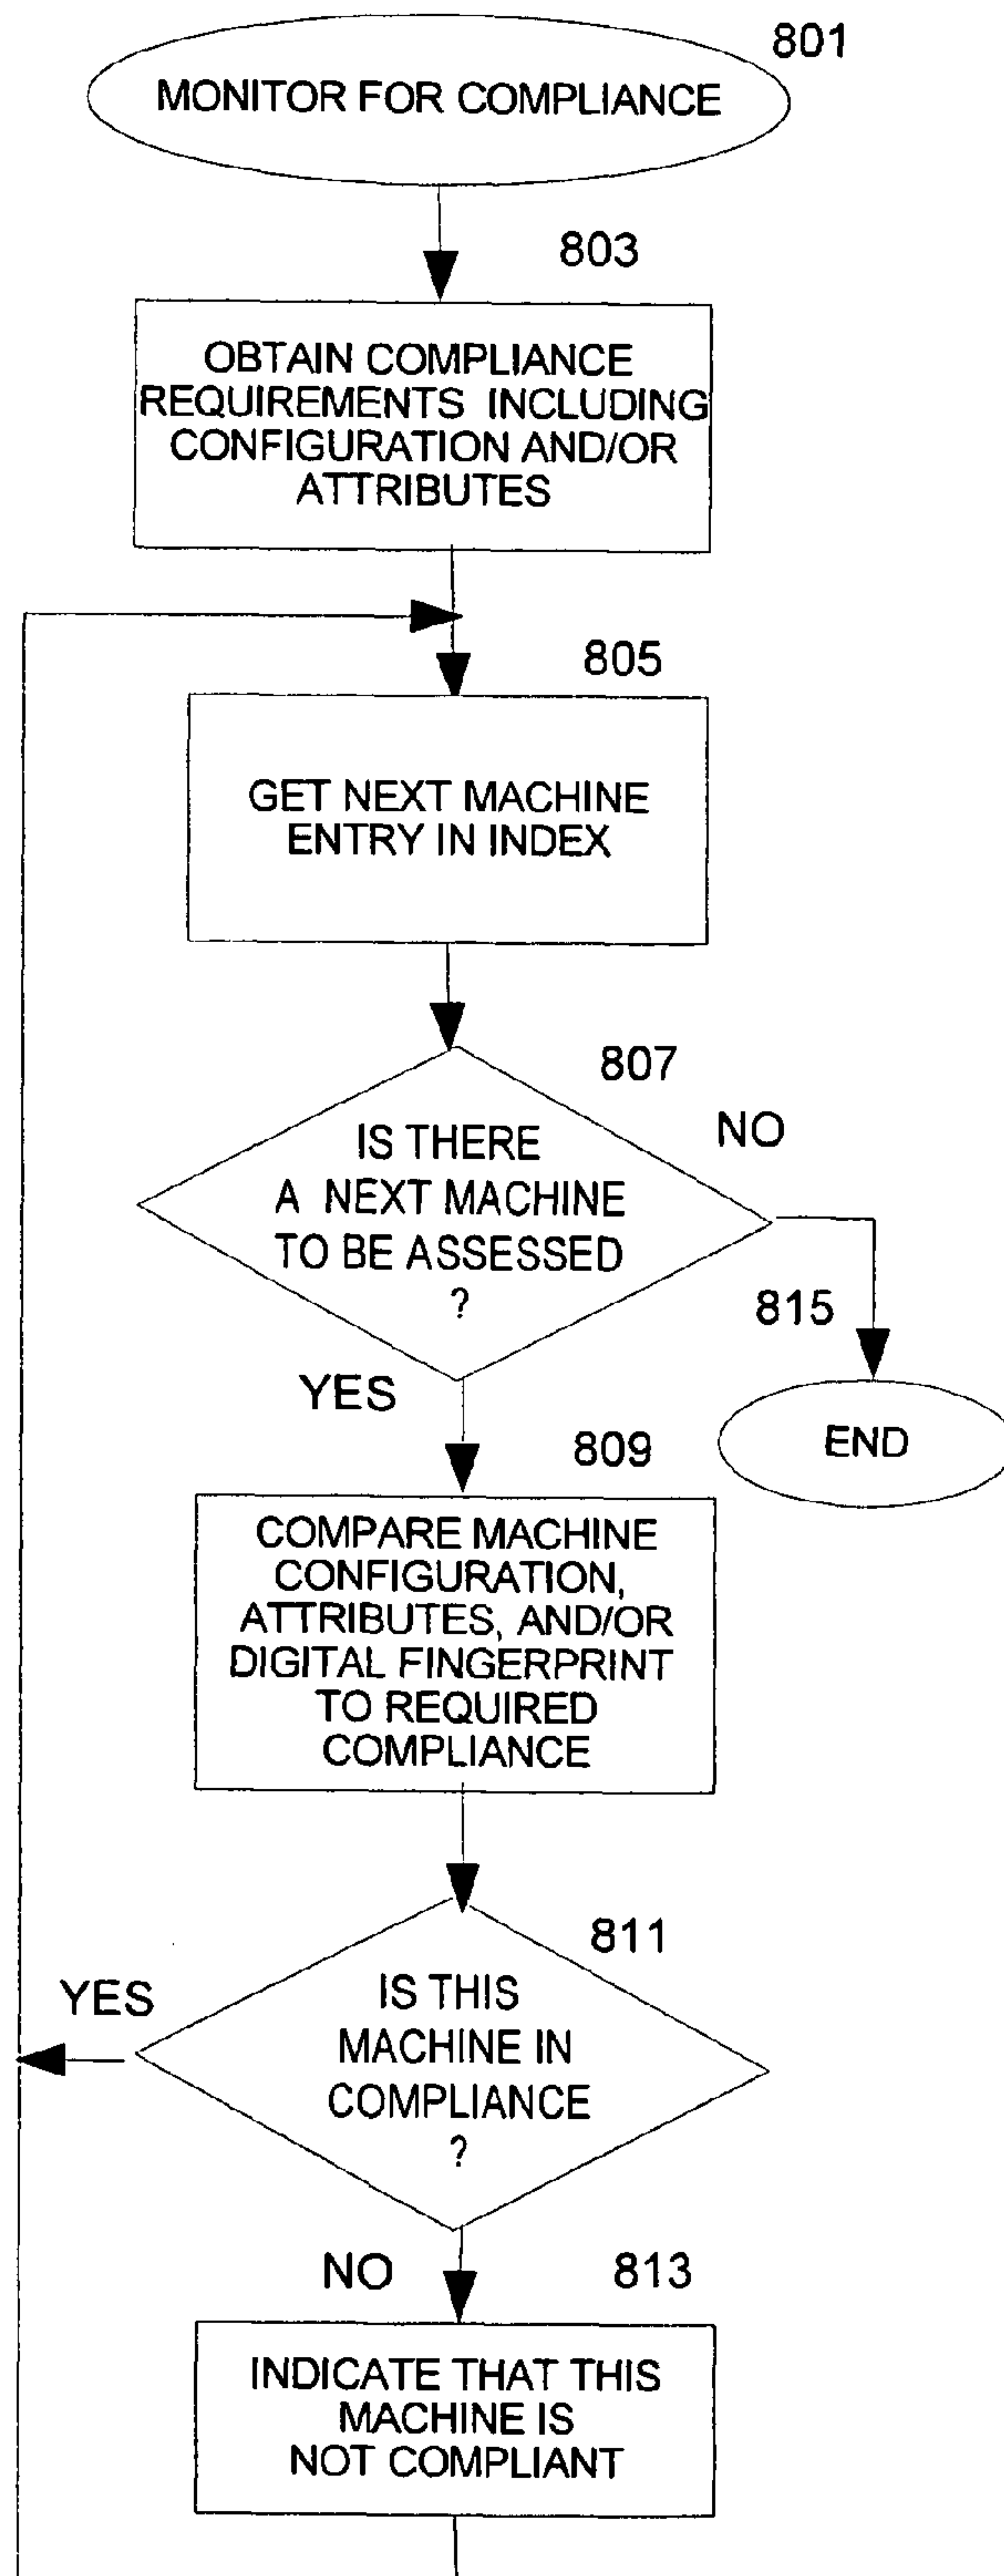 801
MONITOR FOR COMPLIANCE
803
OBTAIN COMPLIANCE
REQUIREMENTS INCLUDING
CONFIGURATION AND/OR
ATTRIBUTES
805
GET NEXT MACHINE
ENTRY IN INDEX
807
NO
IS THERE
A NEXT MACHINE
TO BE ASSESSED
?
815
YES
END
809
COMPARE MACHINE
CONFIGURATION,
ATTRIBUTES, AND/OR
DIGITAL FINGERPRINT
TO REQUIRED
COMPLIANCE
811
YES
IS THIS
MACHINE IN
COMPLIANCE
?
NO
813
INDICATE THAT THIS
MACHINE IS
NOT COMPLIANT